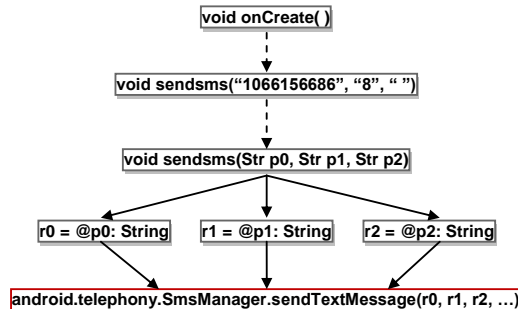 void onCreate( )
void sendsms(“1066156686”, “8”, “ ”)
void sendsms(Str p0, Str p1, Str p2)
r0 = @p0: String
r1 = @p1: String
r2 = @p2: String
android.telephony.SmsManager.sendTextMessage(r0, r1, r2, …)